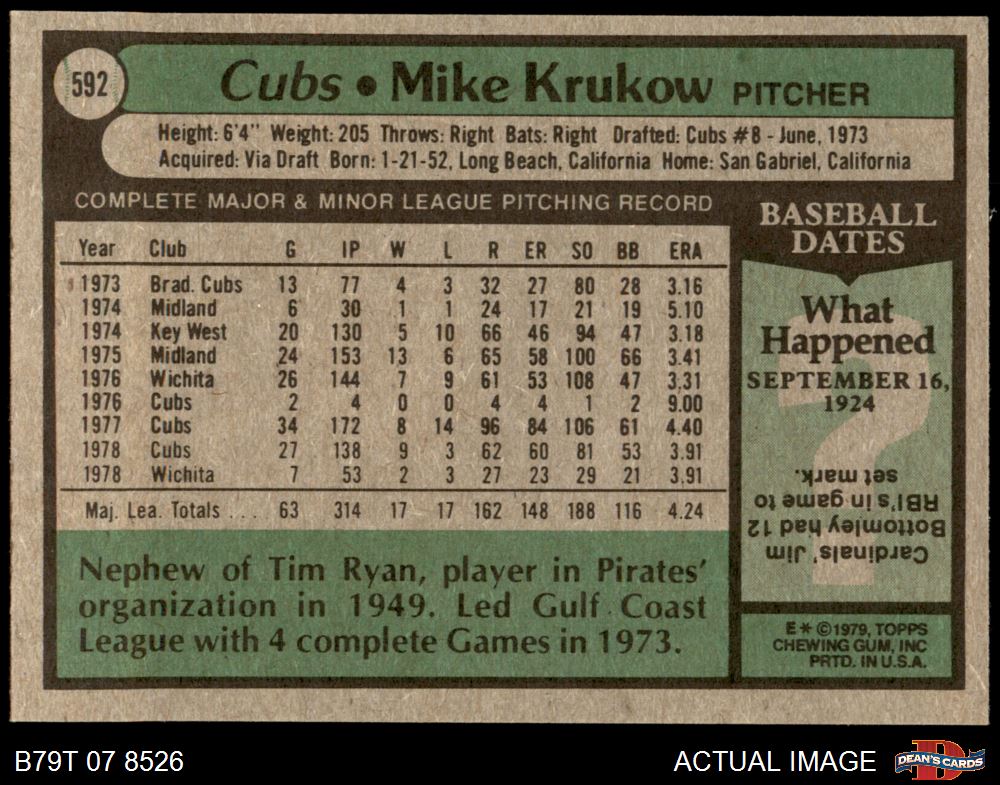 592
Cubs • Mike Krukow PITCHER
Height: 6'4" Weight: 205 Throws: Right Bats: Right Drafted: Cubs #8 - June, 1973
Acquired: Via Draft Born: 1-21-52, Long Beach, California Home: San Gabriel, California
COMPLETE MAJOR & MINOR LEAGUE PITCHING RECORD
Year Club G IP W L R ER SO BB ERA
1973 Brad. Cubs 13 77 4 3 32 27 80 28 3.16
1974 Midland 6 30 1 1 24 17 21 19 5.10
1974 Key West 20 130 5 10 66 46 94 47 3.18
1975 Midland 24 153 13 6 65 58 100 66 3.41
1976 Wichita 26 144 7 9 61 53 108 47 3.31
1976 Cubs 2 4 0 0 4 4 1 2 9.00
1977 Cubs 34 172 8 14 96 84 106 61 4.40
1978 Cubs 27 138 9 3 62 60 81 53 3.91
1978 Wichita 7 53 2 3 27 23 29 21 3.91
Maj. Lea. Totals ... 63 314 17 17 162 148 188 116 4.24
Nephew of Tim Ryan, player in Pirates'
organization in 1949. Led Gulf Coast
League with 4 complete Games in 1973.
BASEBALL
DATES
What
Happened
SEPTEMBER 16,
1924
?
Cardinals' Jim
Bottomley had 12
RBI's in game to
set mark.
E*©1979, TOPPS
CHEWING GUM, INC
PRTD. IN U.S.A.
B79T 07 8526
ACTUAL IMAGE
D
DEAN'S CARDS